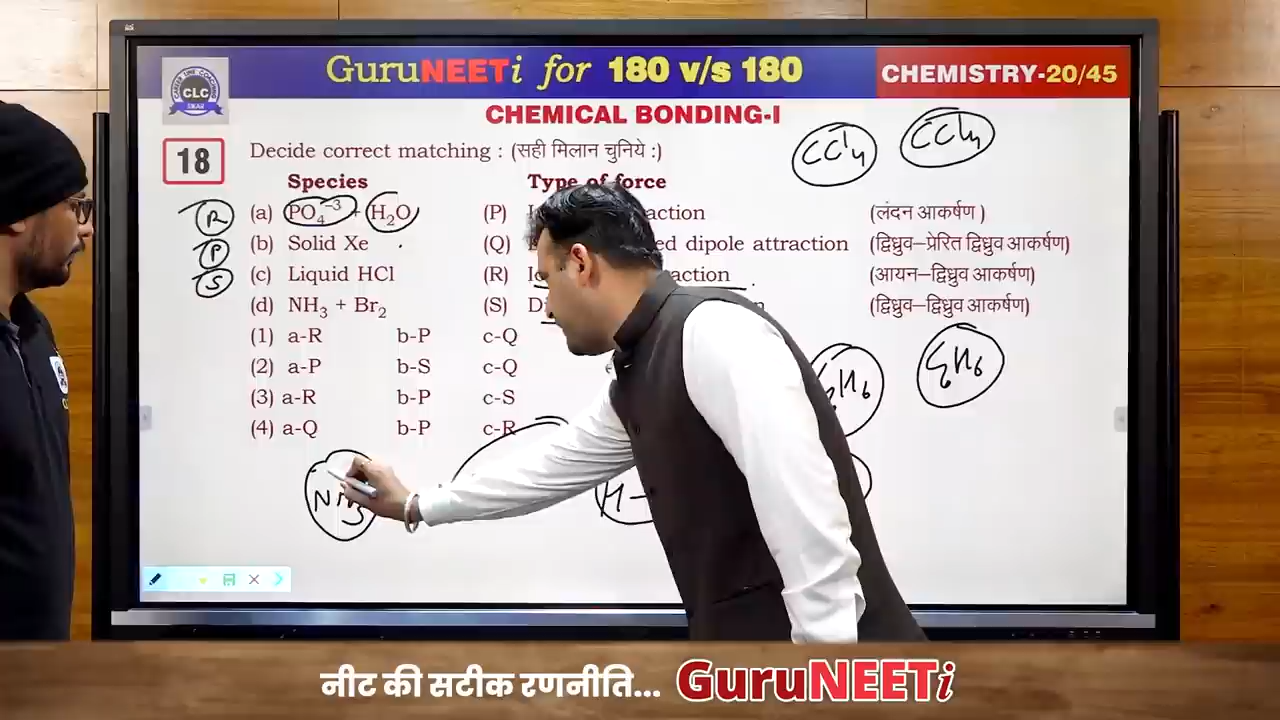 GuruNEETi for 180 v/s 180
CHEMISTRY-20/45
CLC
CHEMICAL BONDING-I
18
Decide correct matching : (सही मिलान चुनिये :)
CCl4 CCl4
Species Type of force
R (a) PO4-3 + H2O (P) action (लंदन आकर्षण )
P (b) Solid Xe (Q) ed dipole attraction (द्विध्रुव–प्रेरित द्विध्रुव आकर्षण)
S (c) Liquid HCl (R) action (आयन–द्विध्रुव आकर्षण)
(d) NH3 + Br2 (S) (द्विध्रुव–द्विध्रुव आकर्षण)
(1) a-R b-P c-Q
(2) a-P b-S c-Q
(3) a-R b-P c-S
(4) a-Q b-P c-R
C6H6
NH3 H-
नीट की सटीक रणनीति... GuruNEETi